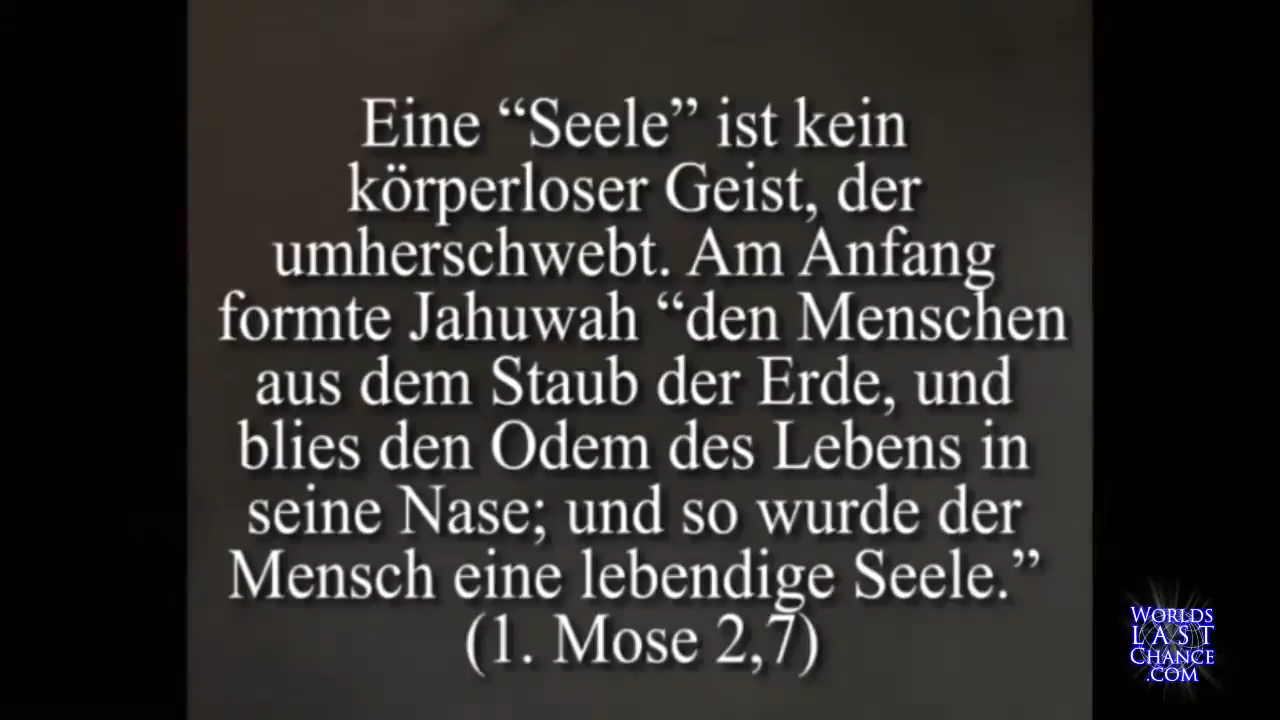 Eine “Seele” ist kein
körperloser Geist, der
umherschwebt. Am Anfang
formte Jahuwah “den Menschen
aus dem Staub der Erde, und
blies den Odem des Lebens in
seine Nase; und so wurde der
Mensch eine lebendige Seele.”
(1. Mose 2,7)
WORLDS
LAST
CHANCE
.COM